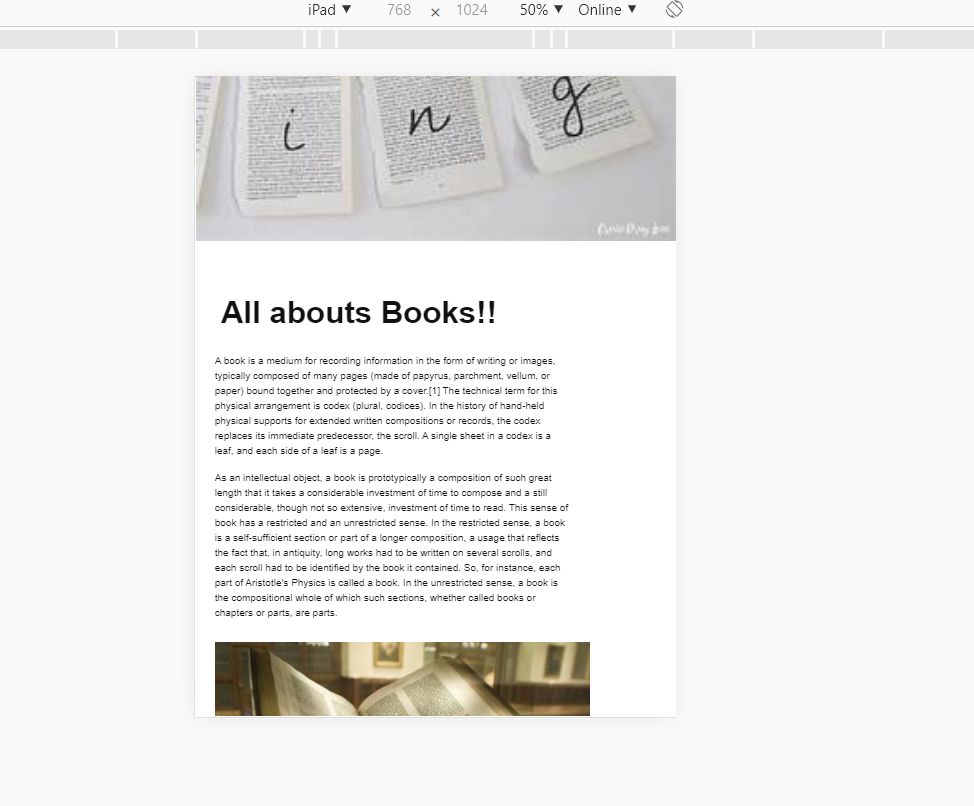 iPad ▼ 768 × 1024 50% ▼ Online ▼
i n g
All abouts Books!!
A book is a medium for recording information in the form of writing or images,
typically composed of many pages (made of papyrus, parchment, vellum, or
paper) bound together and protected by a cover.[1] The technical term for this
physical arrangement is codex (plural, codices). In the history of hand-held
physical supports for extended written compositions or records, the codex
replaces its immediate predecessor, the scroll. A single sheet in a codex is a
leaf, and each side of a leaf is a page.
As an intellectual object, a book is prototypically a composition of such great
length that it takes a considerable investment of time to compose and a still
considerable, though not so extensive, investment of time to read. This sense of
book has a restricted and an unrestricted sense. In the restricted sense, a book
is a self-sufficient section or part of a longer composition, a usage that reflects
the fact that, in antiquity, long works had to be written on several scrolls, and
each scroll had to be identified by the book it contained. So, for instance, each
part of Aristotle's Physics is called a book. In the unrestricted sense, a book is
the compositional whole of which such sections, whether called books or
chapters or parts, are parts.